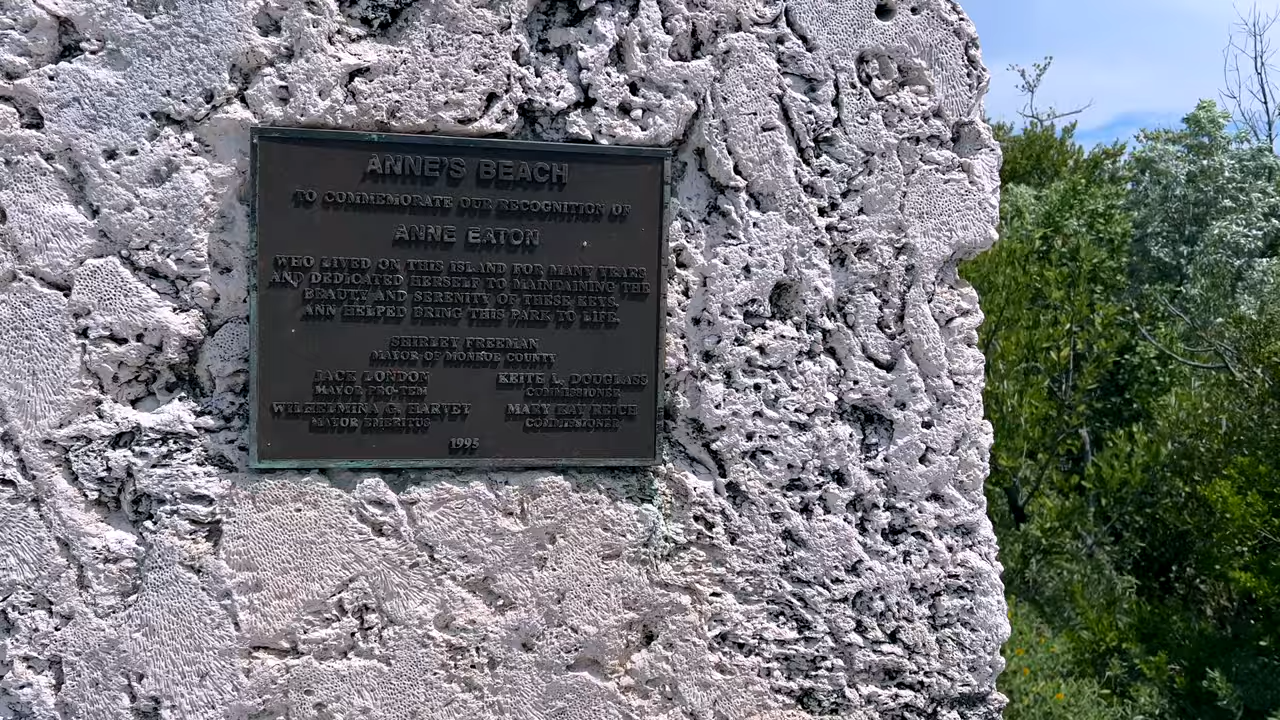 ANNE'S BEACH
TO COMMEMORATE OUR RECOGNITION OF
ANNE EATON
WHO LIVED ON THIS ISLAND FOR MANY YEARS
AND DEDICATED HERSELF TO MAINTAINING THE
BEAUTY AND SERENITY OF THESE KEYS.
ANN HELPED BRING THIS PARK TO LIFE.
SHIRLEY FREEMAN
MAYOR OF MONROE COUNTY
JACK LONDON
MAYOR PRO TEM
KEITH L. DOUGLASS
COMMISSIONER
WILHELMINA G. HARVEY
MAYOR EMERITUS
MARY KAY REICH
COMMISSIONER
1995